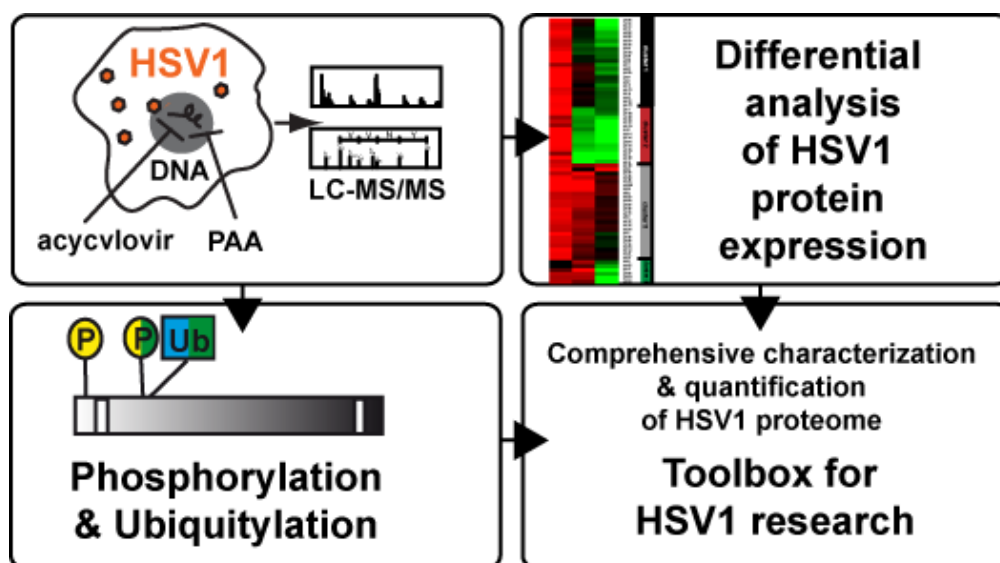 HSV1
DNA
acycvlovir
PAA
LC-MS/MS
Differential
analysis
of HSV1
protein
expression
P
P
Ub
Phosphorylation
& Ubiquitylation
Comprehensive characterization
& quantification
of HSV1 proteome
Toolbox for
HSV1 research